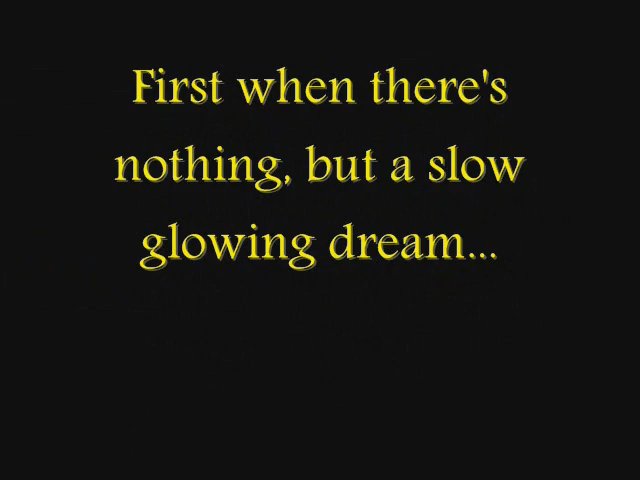 First when there's
nothing, but a slow
glowing dream...